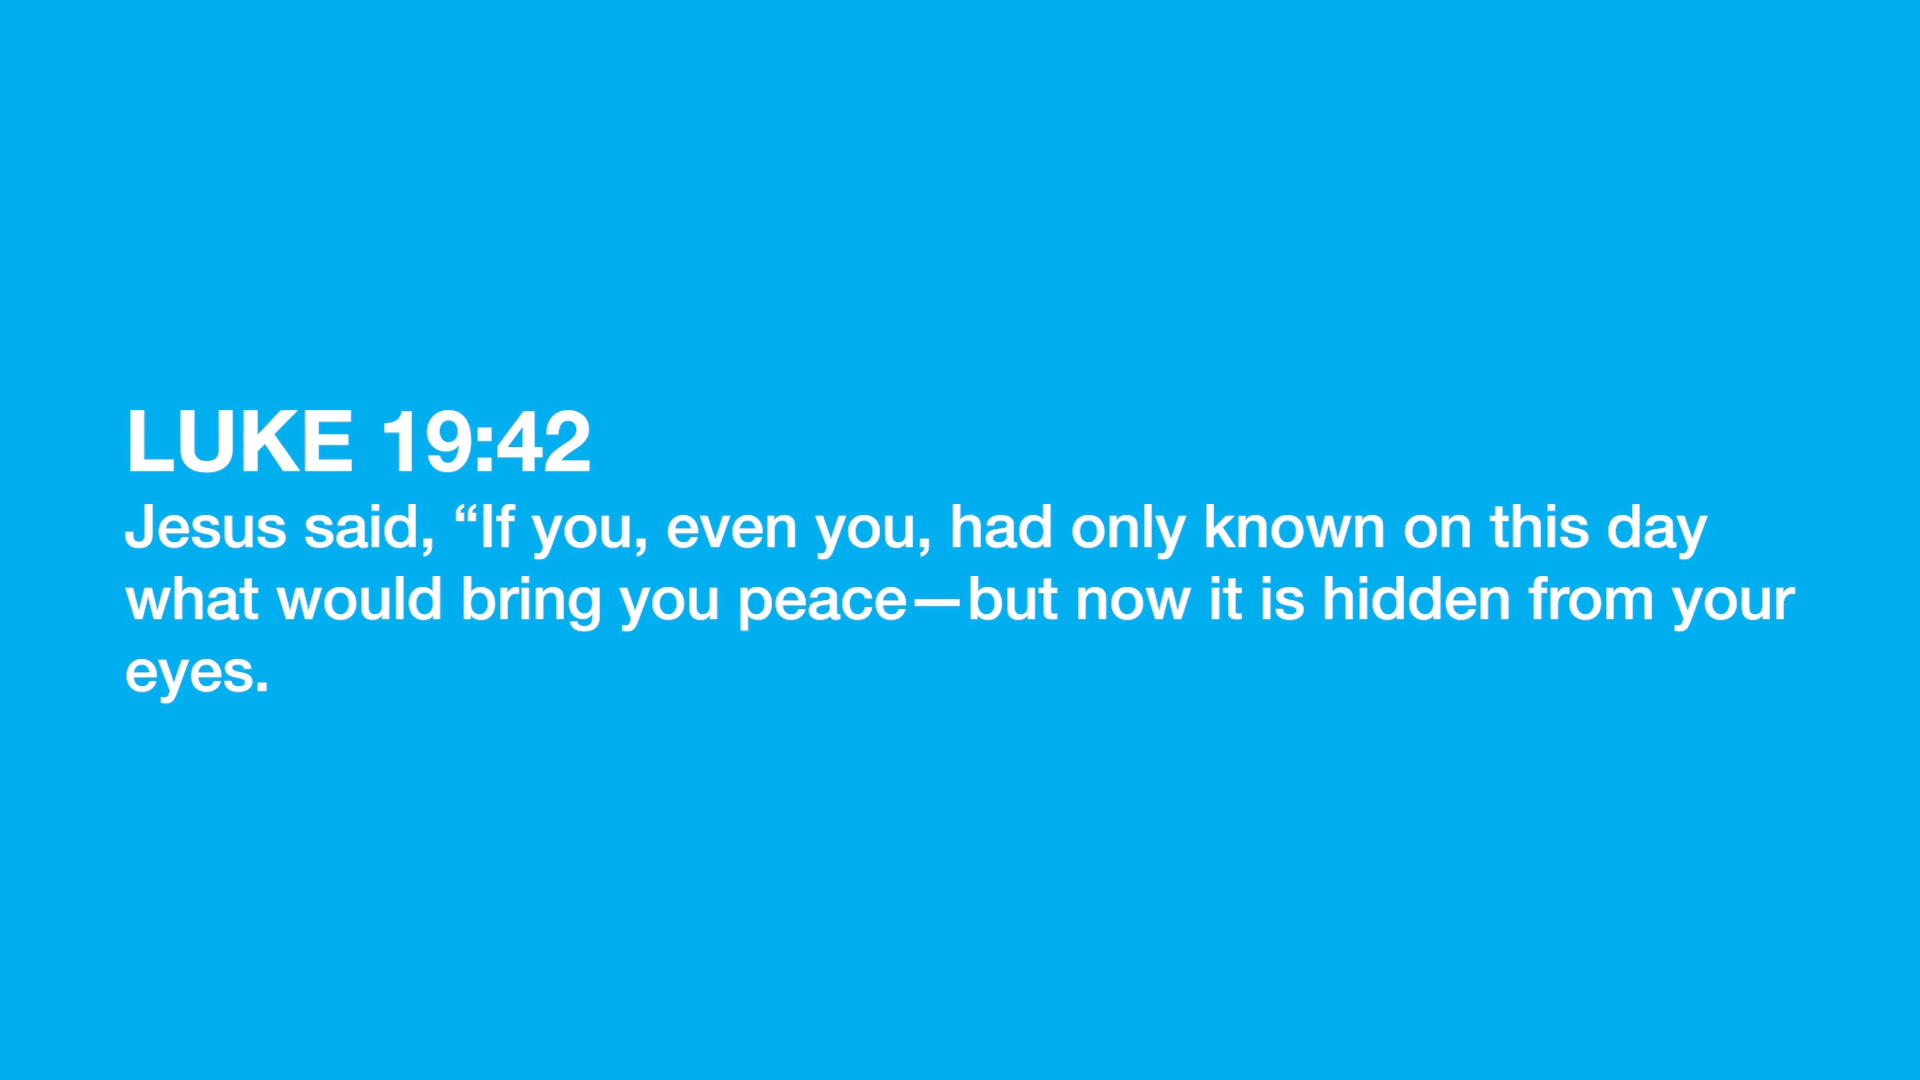 LUKE 19:42
Jesus said, “If you, even you, had only known on this day
what would bring you peace—but now it is hidden from your
eyes.